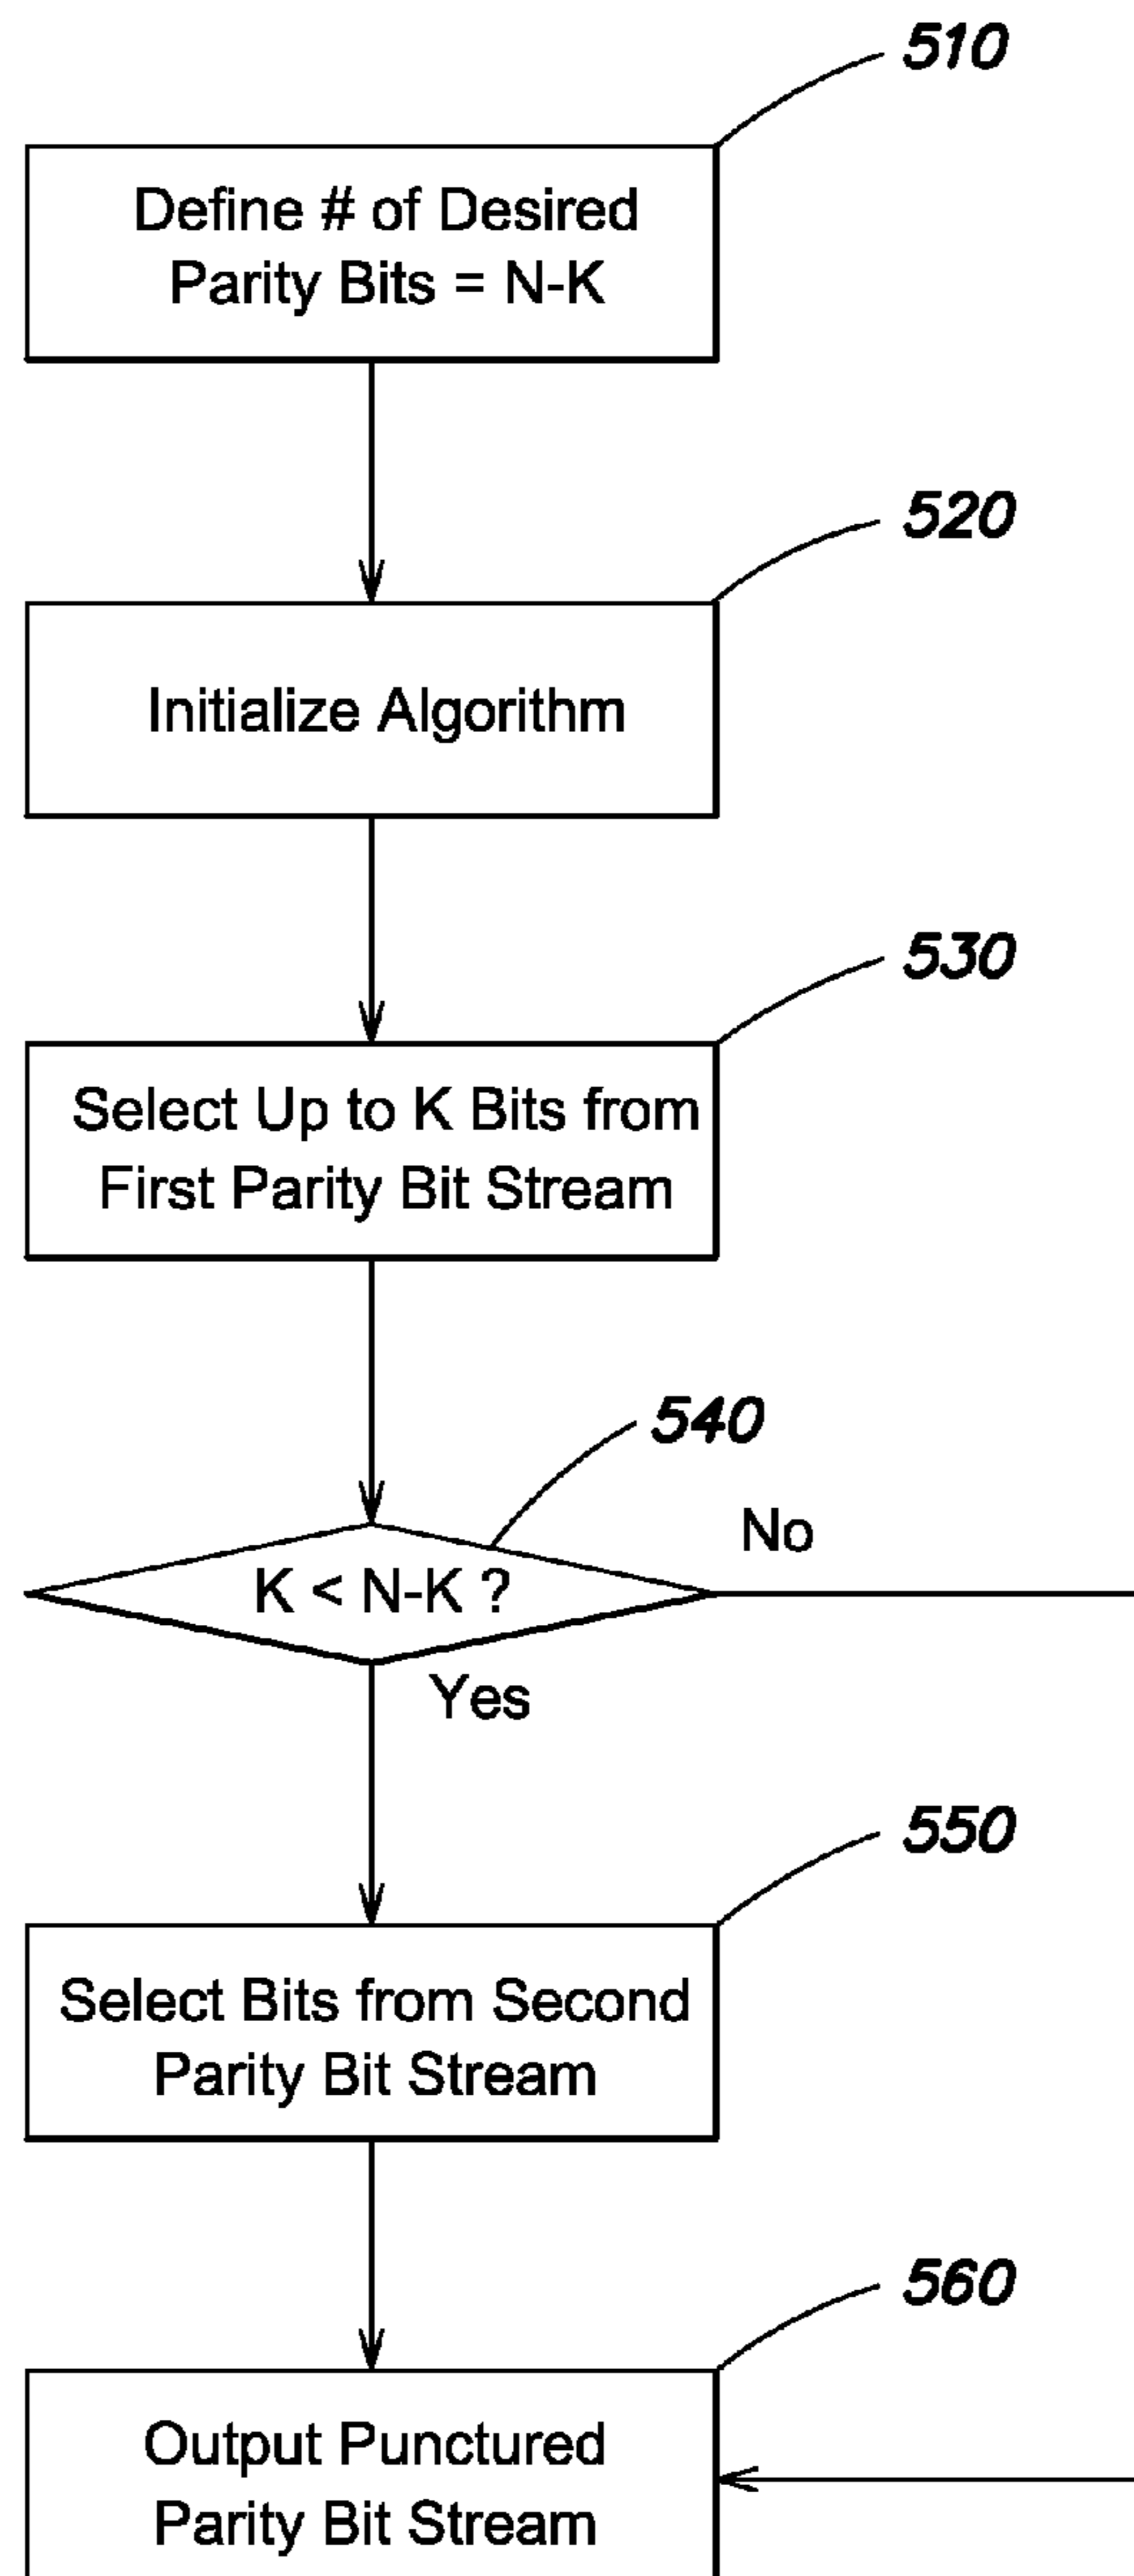 510
Define # of Desired
Parity Bits = N-K
520
Initialize Algorithm
530
Select Up to K Bits from
First Parity Bit Stream
540
K < N-K ?
No
Yes
550
Select Bits from Second
Parity Bit Stream
560
Output Punctured
Parity Bit Stream